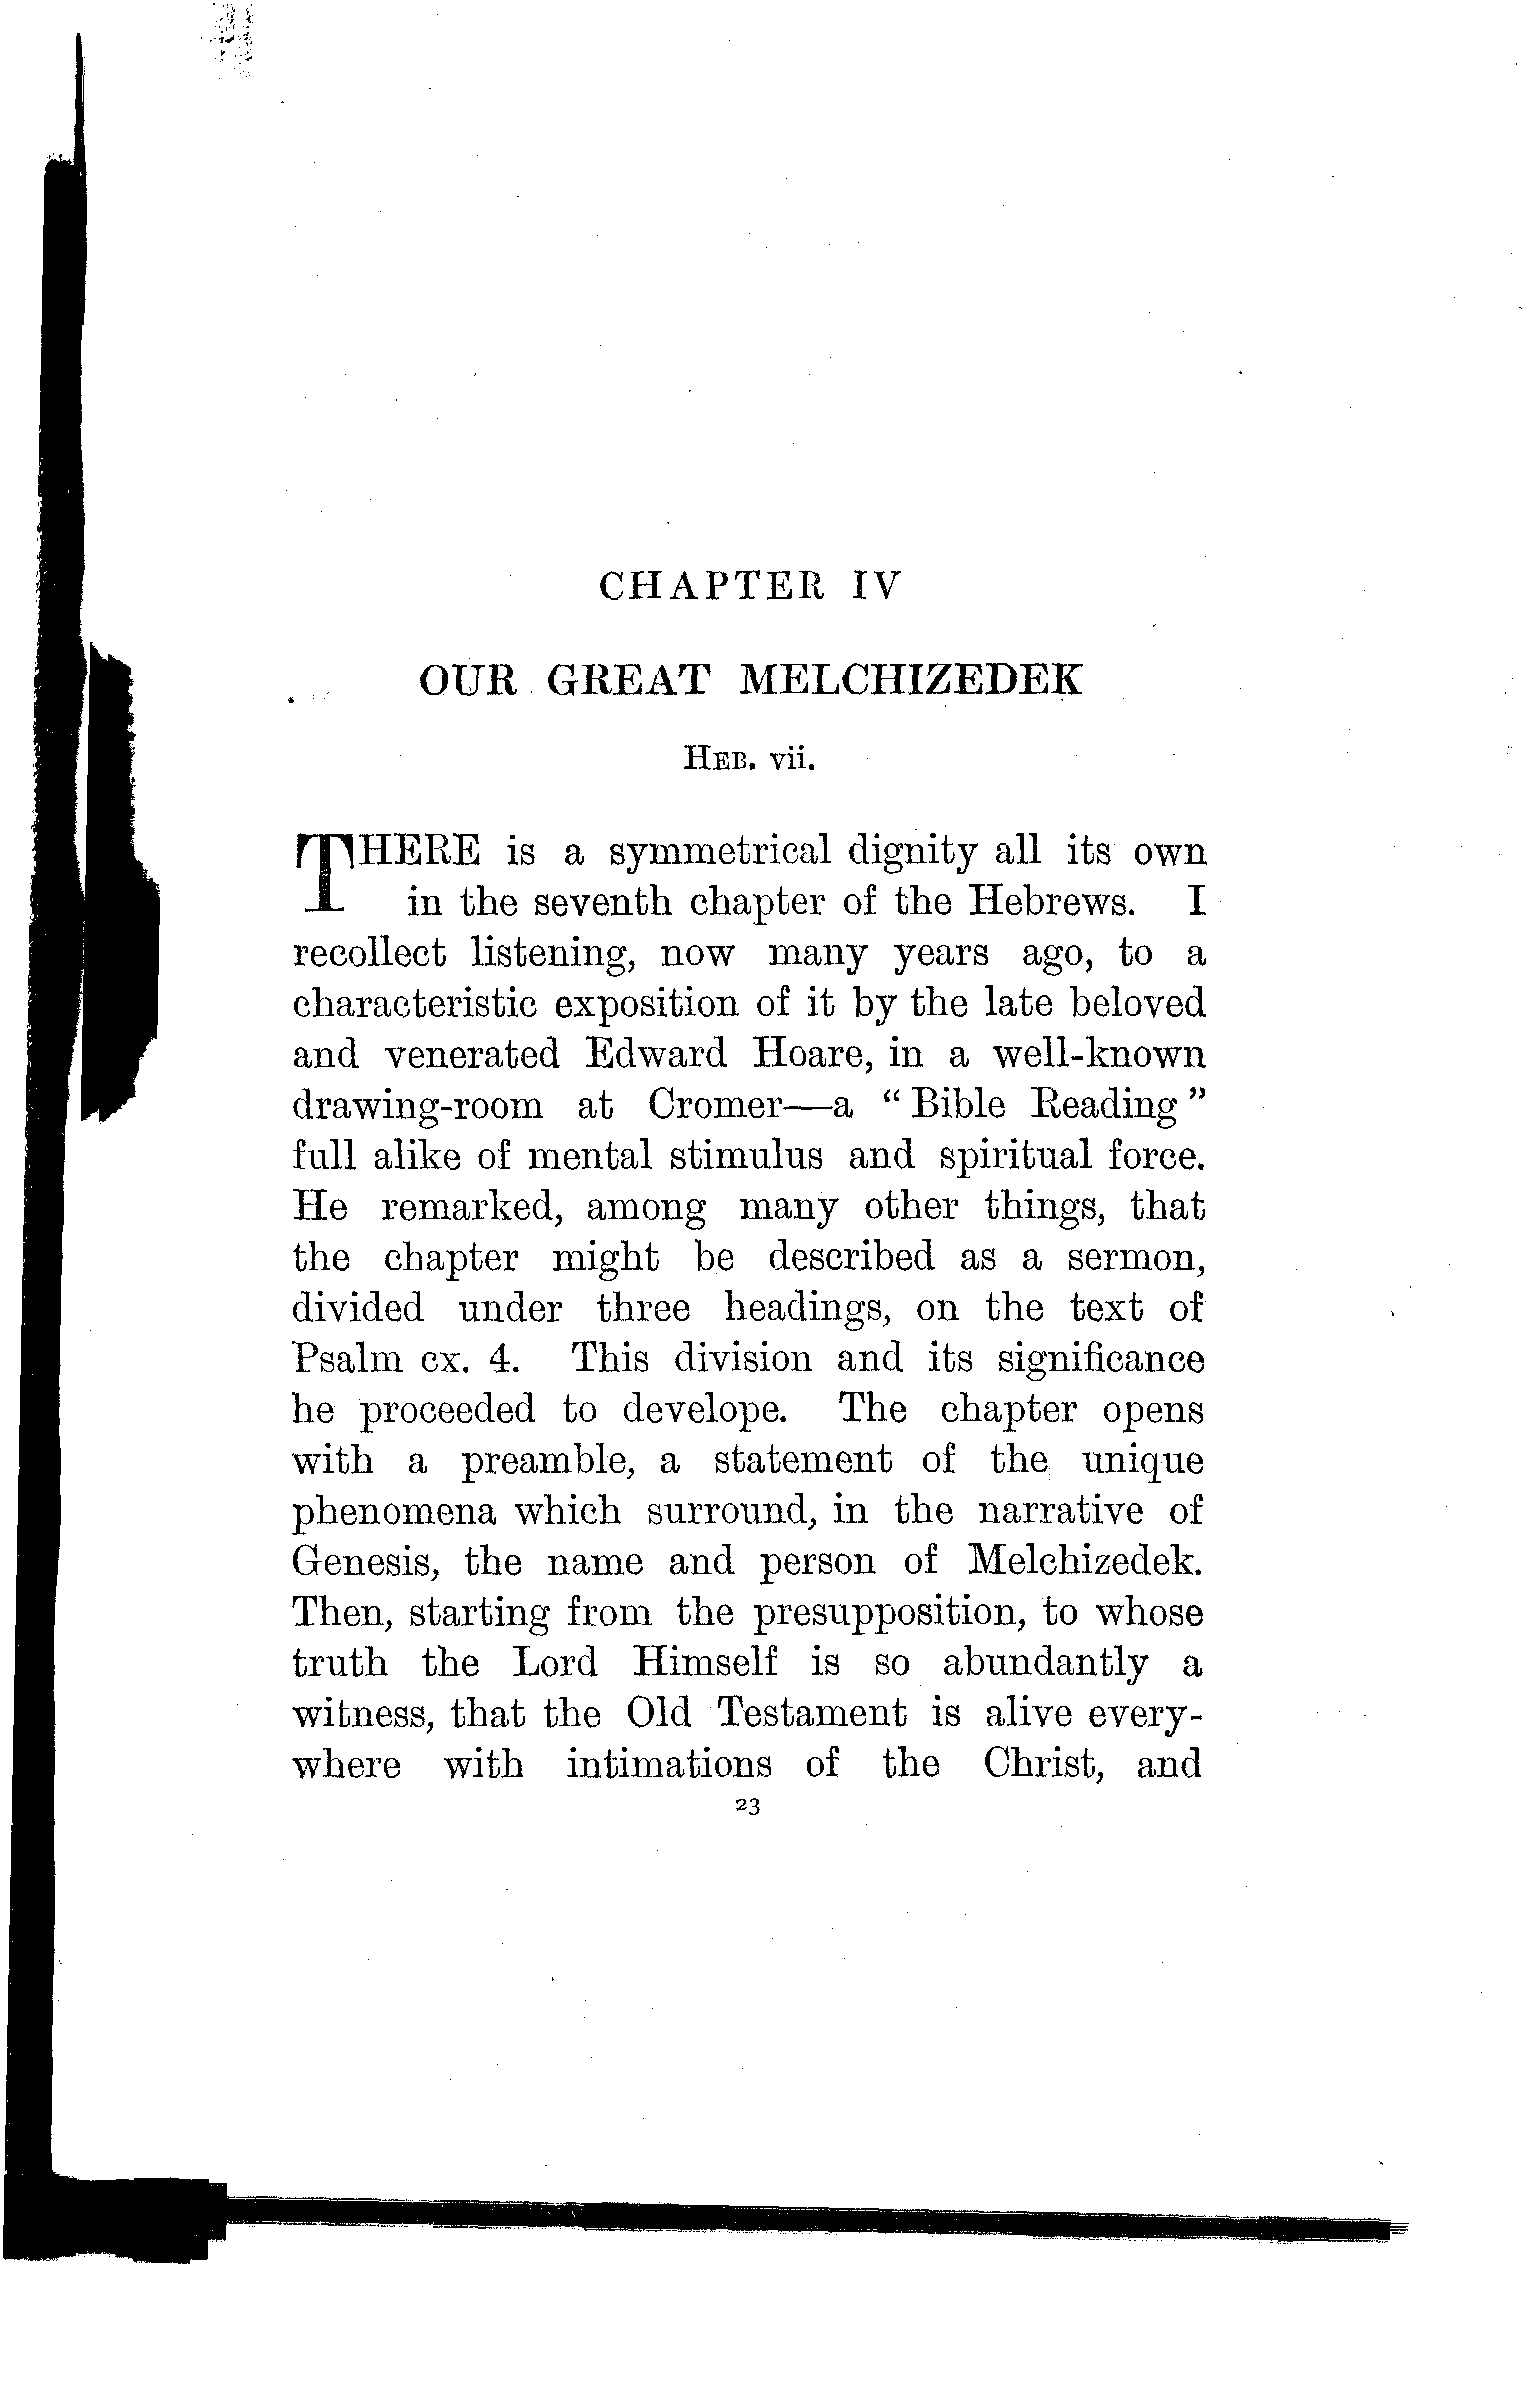 CHAPTER IV
OUR GREAT MELCHIZEDEK
HEB. vii.
THERE is a symmetrical dignity all its own
in the seventh chapter of the Hebrews. I
recollect listening, now many years ago, to a
characteristic exposition of it by the late beloved
and venerated Edward Hoare, in a well-known
drawing-room at Cromer—a “Bible Reading”
full alike of mental stimulus and spiritual force.
He remarked, among many other things, that
the chapter might be described as a sermon,
divided under three headings, on the text of
Psalm cx. 4. This division and its significance
he proceeded to develope. The chapter opens
with a preamble, a statement of the unique
phenomena which surround, in the narrative of
Genesis, the name and person of Melchizedek.
Then, starting from the presupposition, to whose
truth the Lord Himself is so abundantly a
witness, that the Old Testament is alive every-
where with intimations of the Christ, and
23